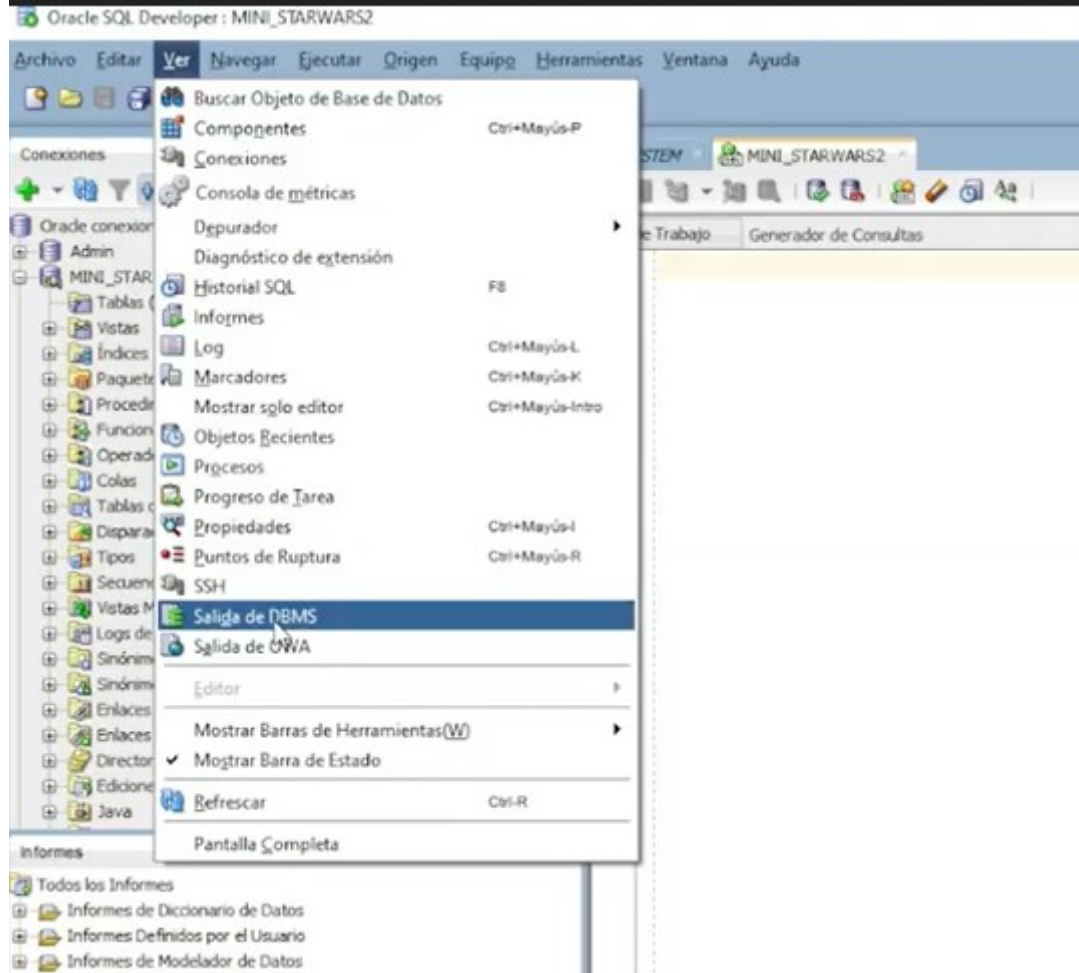 Oracle SQL Developer : MINI_STARWARS2
Archivo Editar Ver Navegar Ejecutar Origen Equipo Herramientas Ventana Ayuda
Buscar Objeto de Base de Datos
Componentes Ctrl+Mayús-P
Conexiones
Consola de métricas
Depurador
Diagnóstico de extensión
Historial SQL F8
Informes
Log Ctrl+Mayús-L
Marcadores Ctrl+Mayús-K
Mostrar solo editor Ctrl+Mayús-Intro
Objetos Recientes
Procesos
Progreso de Tarea
Propiedades Ctrl+Mayús-I
Puntos de Ruptura Ctrl+Mayús-R
SSH
Salida de DBMS
Salida de OWA
Editor
Mostrar Barras de Herramientas(W)
Mostrar Barra de Estado
Refrescar Ctrl-R
Pantalla Completa
Conexiones
Oracle conexion
Admin
MINI_STAR
Tablas (
Vistas
Índices
Paquete
Procedi
Funcion
Operad
Colas
Tablas
Dispara
Tipos
Secuen
Vistas M
Logs de
Sinónim
Sinónim
Enlaces
Enlaces
Director
Edicione
Java
Informes
Todos los Informes
Informes de Diccionario de Datos
Informes Definidos por el Usuario
Informes de Modelador de Datos
STEM MINI_STARWARS2
e Trabajo Generador de Consultas